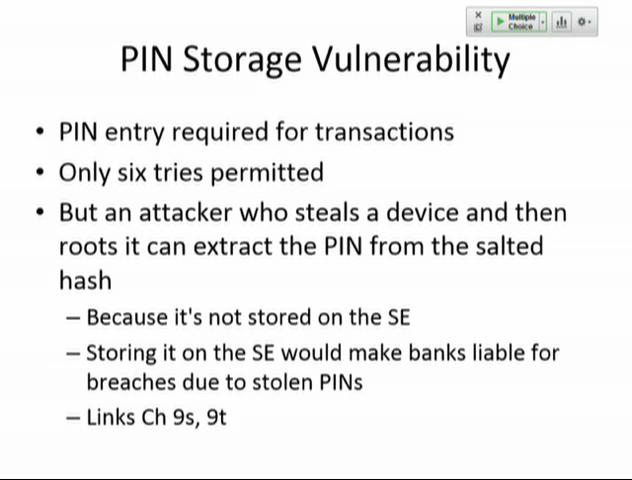 Multiple
Choice
PIN Storage Vulnerability
• PIN entry required for transactions
• Only six tries permitted
• But an attacker who steals a device and then
roots it can extract the PIN from the salted
hash
– Because it's not stored on the SE
– Storing it on the SE would make banks liable for
breaches due to stolen PINs
– Links Ch 9s, 9t